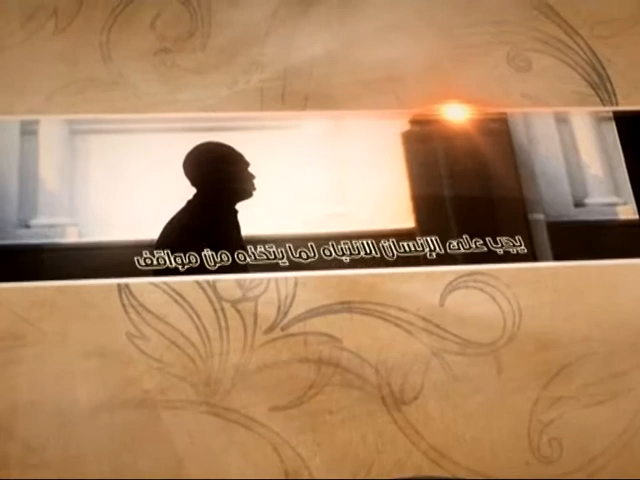 يجب على الإنسان الانتباه لما يتخذه من مواقف